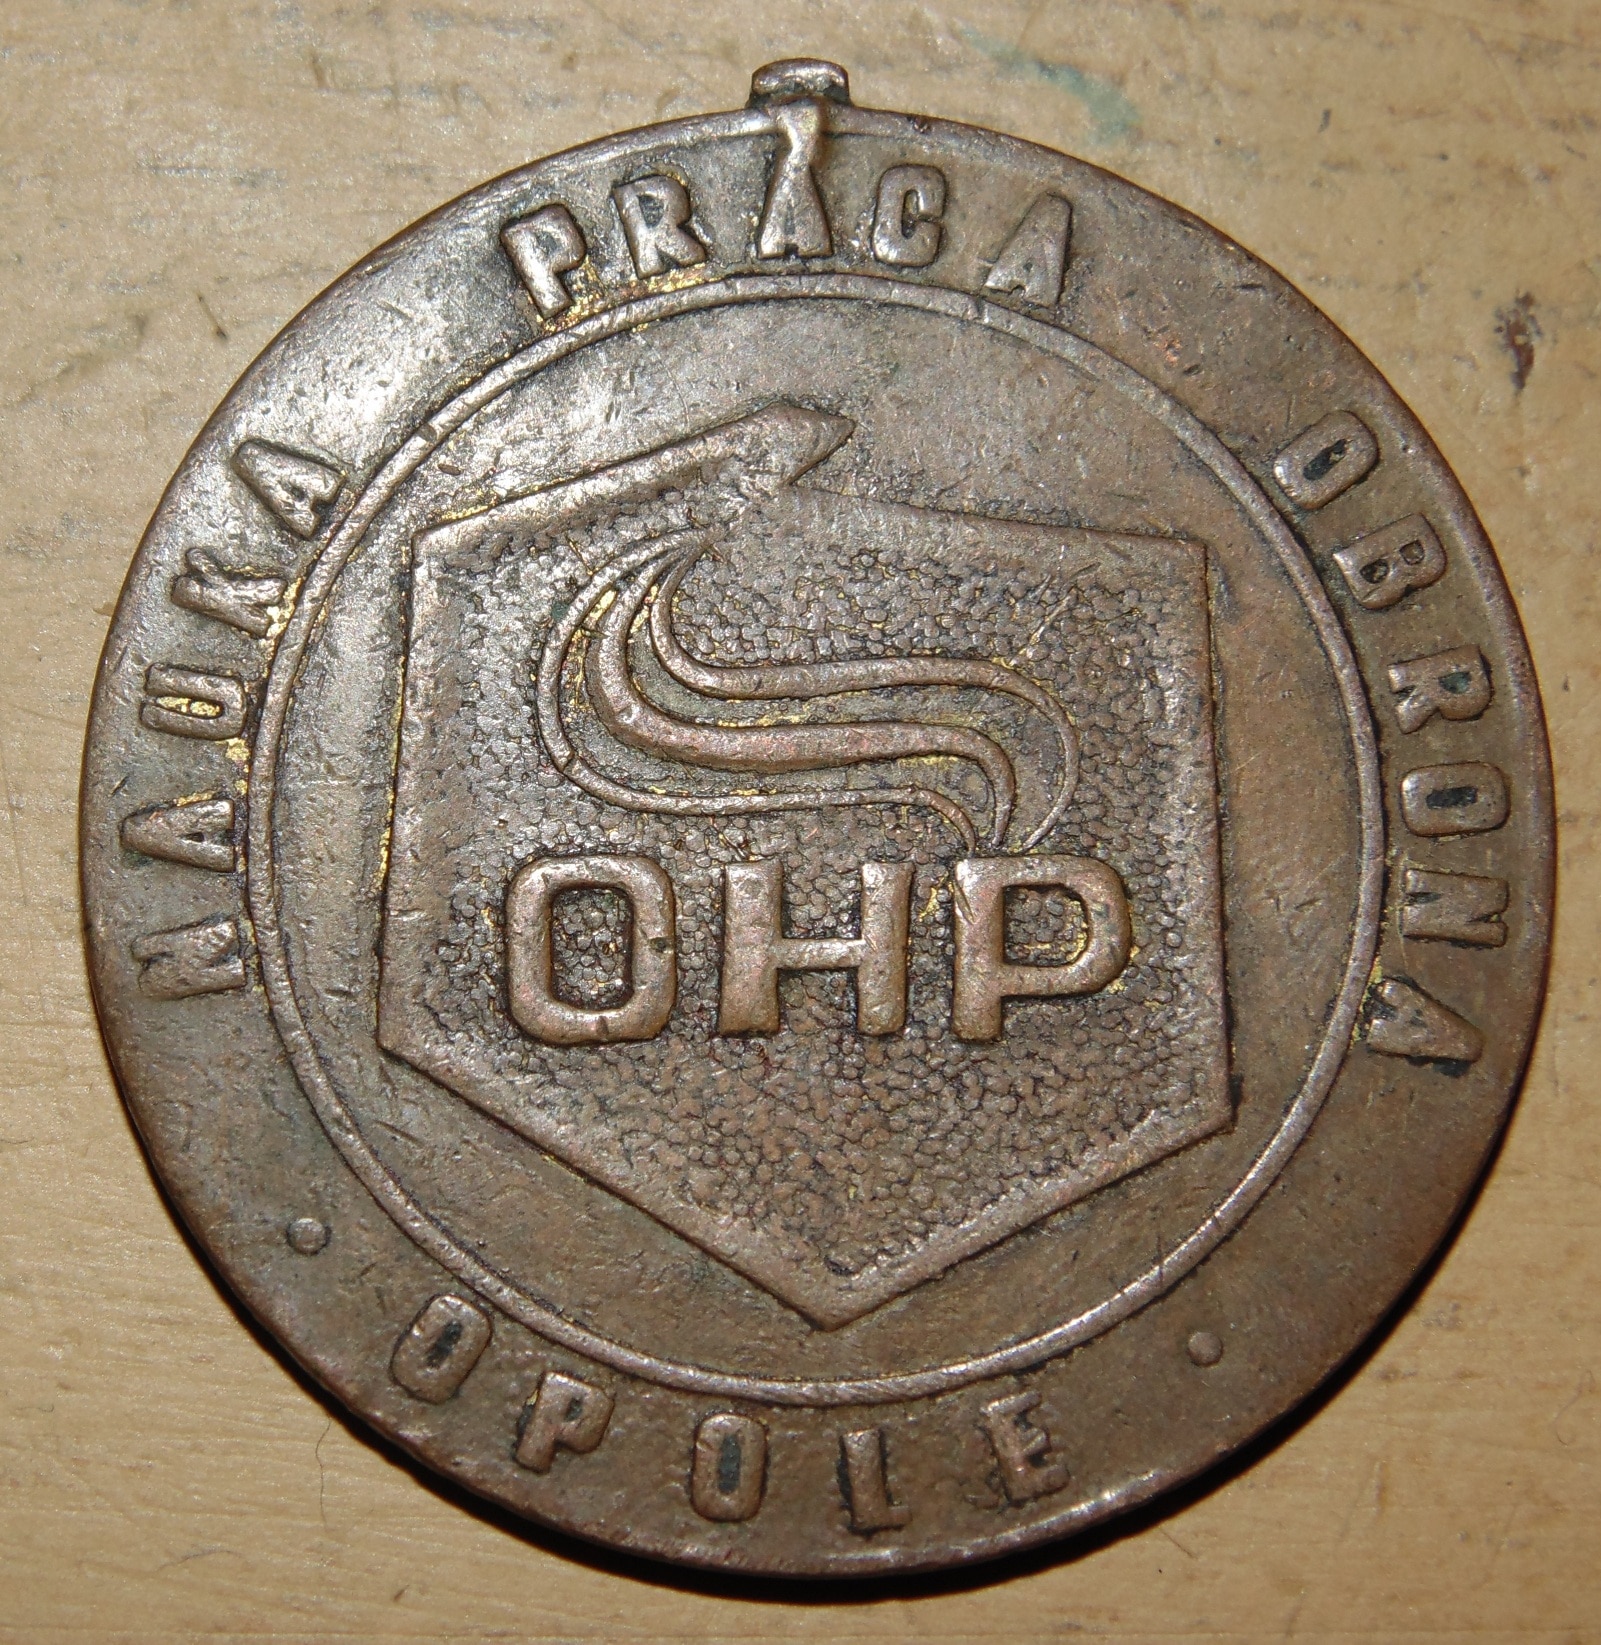 NAUKA PRACA OBRONA
OHP
• OPOLE •